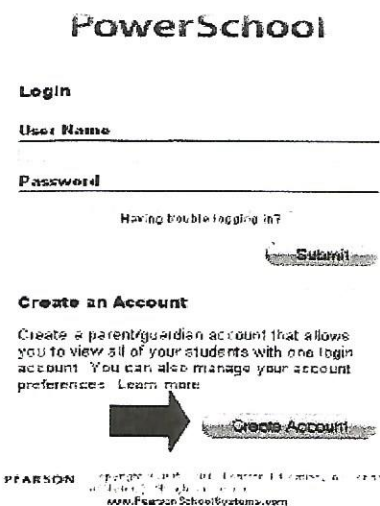 PowerSchool
Login
User Name
Password
Having trouble logging in?
Submit
Create an Account
Create a parent/guardian account that allows
you to view all of your students with one login
account. You can also manage your account
preferences. Learn more
Create Account
PEARSON
www.PearsonSchoolSystems.com